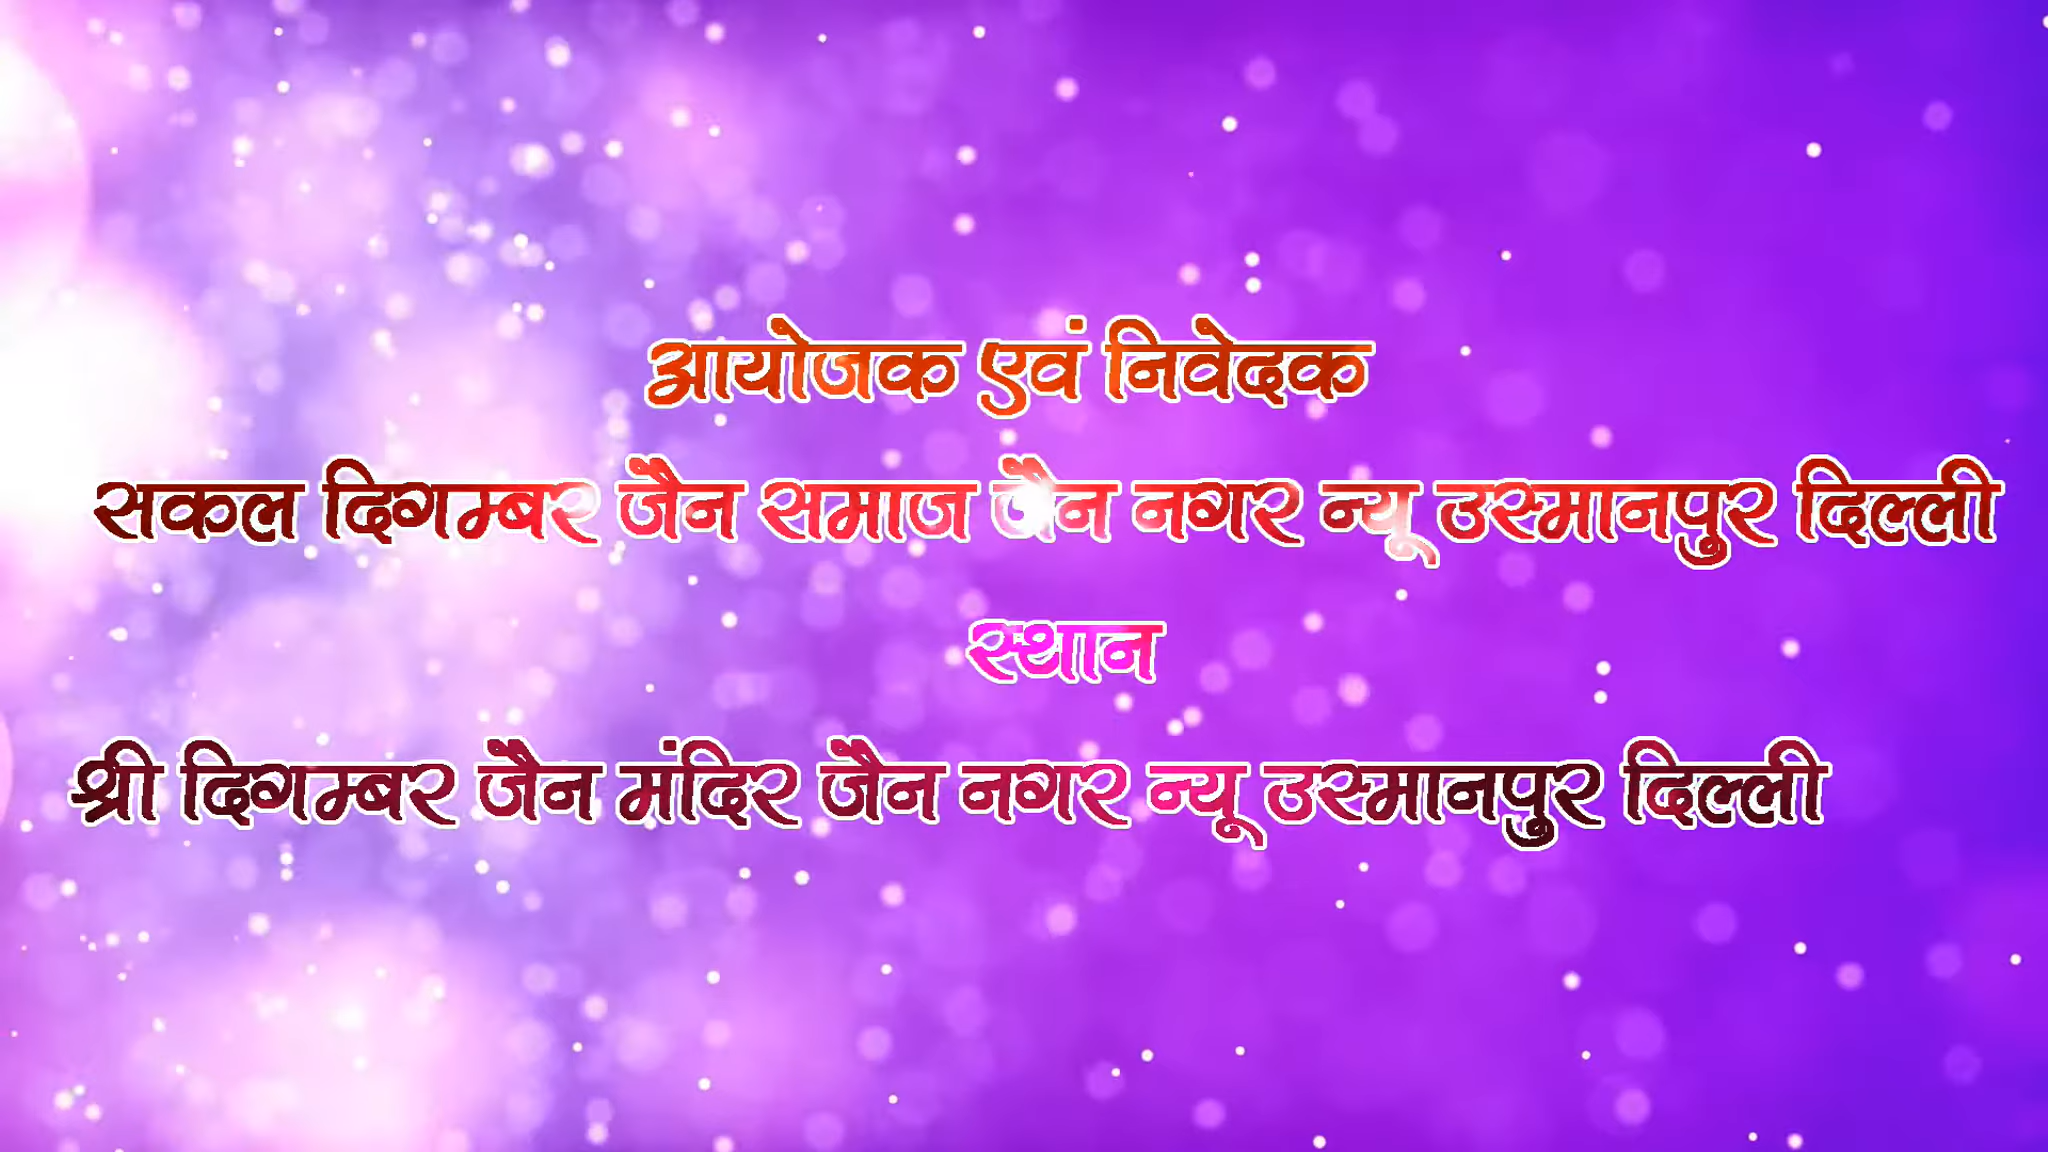 आयोजक एवं निवेदक
सकल दिगम्बर जैन समाज जैन नगर न्यू उस्मानपुर दिल्ली
स्थान
श्री दिगम्बर जैन मंदिर जैन नगर न्यू उस्मानपुर दिल्ली